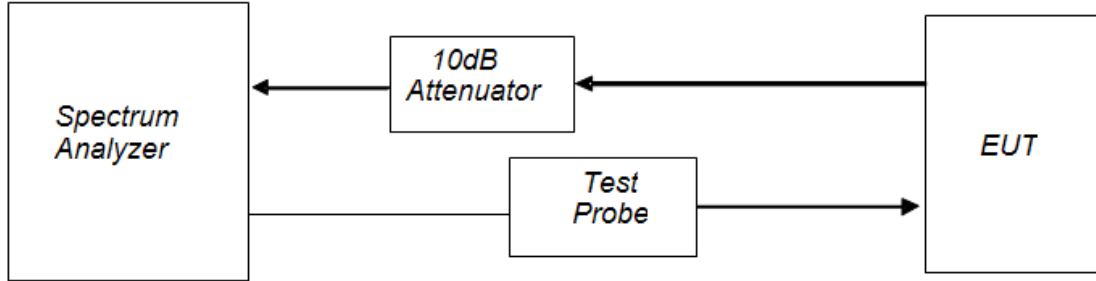 10dB
Attenuator
Spectrum
Analyzer
EUT
Test
Probe